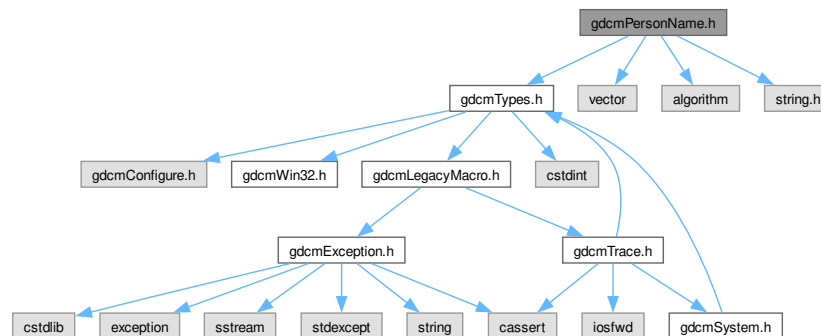 gdcmPersonName.h
gdcmTypes.h
vector
algorithm
string.h
gdcmConfigure.h
gdcmWin32.h
gdcmLegacyMacro.h
cstdint
gdcmException.h
gdcmTrace.h
cstdlib
exception
sstream
stdexcept
string
cassert
iosfwd
gdcmSystem.h